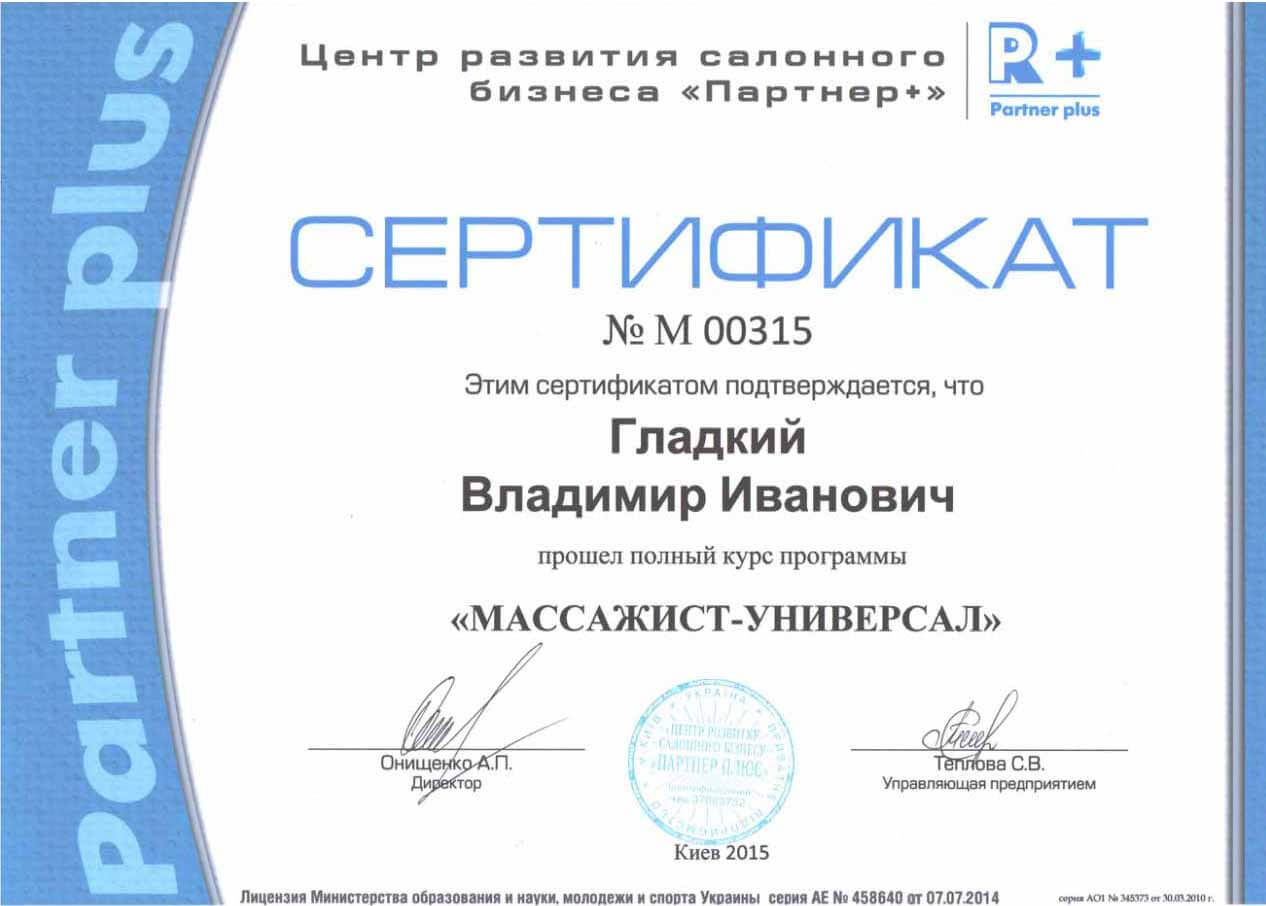 partner plus
Центр развития салонного
бизнеса «Партнер+»
R+
Partner plus
СЕРТИФИКАТ
№ М 00315
Этим сертификатом подтверждается, что
Гладкий
Владимир Иванович
прошел полный курс программы
«МАССАЖИСТ-УНИВЕРСАЛ»
Онищенко А.П.
Директор
УКРАЇНА * ПРИВАТНЕ ПІДПРИЄМСТВО * м.КИЇВ
«ЦЕНТР РОЗВИТКУ
САЛОННОГО БІЗНЕСУ
«ПАРТНЕР ПЛЮС»
Теплова С.В.
Управляющая предприятием
Киев 2015
Лицензия Министерства образования и науки, молодежи и спорта Украины серия АЕ № 458640 от 07.07.2014
серия АО1 № 345373 от 30.03.2010 г.